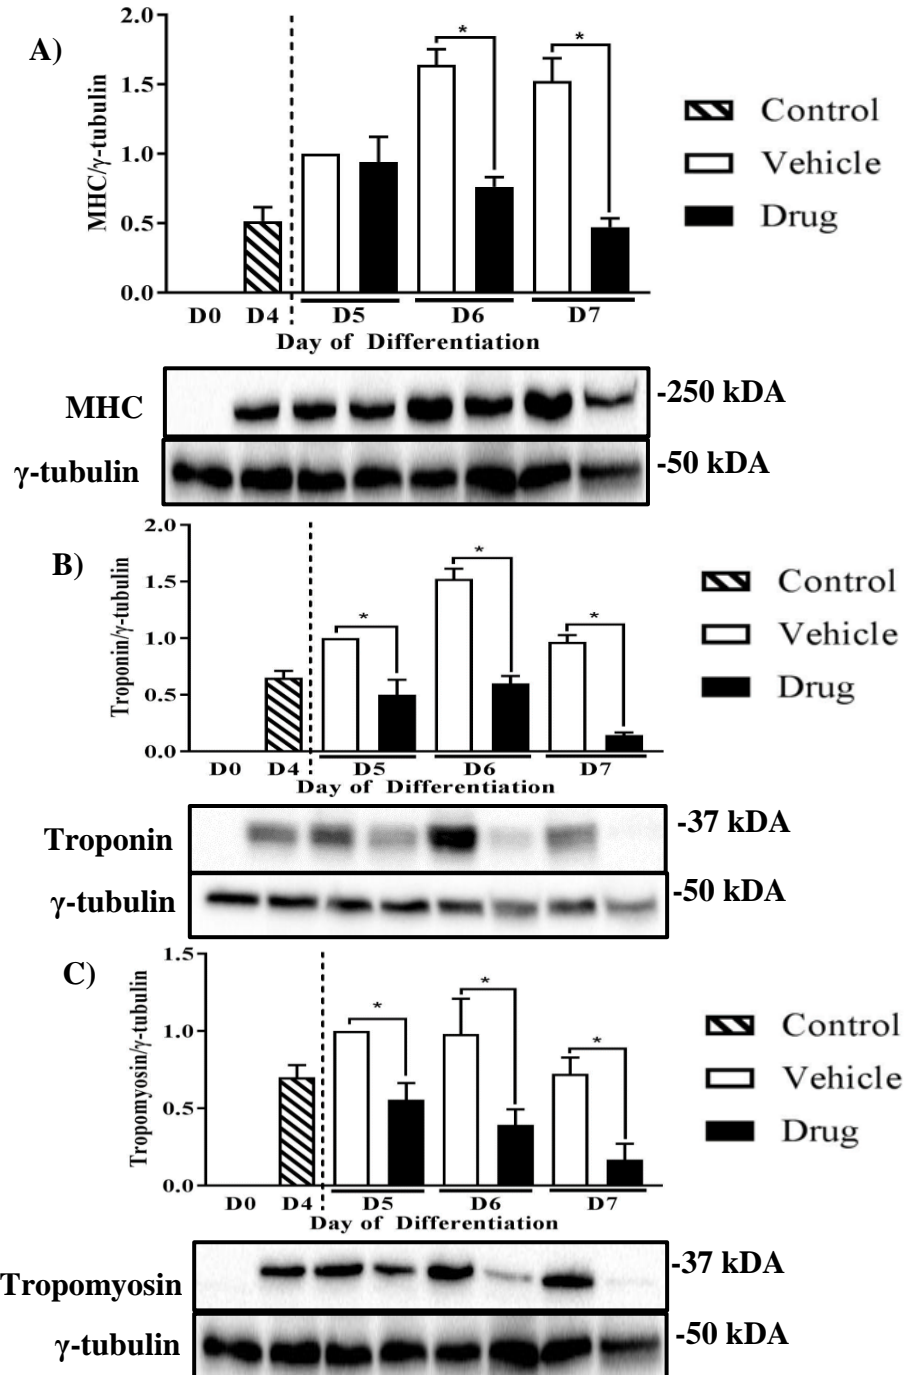 A)
MHC/γ-tubulin
2.0
1.5
1.0
0.5
0.0
* *
D0 D4 D5 D6 D7
Day of Differentiation
Control
Vehicle
Drug
MHC -250 kDA
γ-tubulin -50 kDA
B)
Troponin/γ-tubulin
2.0
1.5
1.0
0.5
0.0
* * *
D0 D4 D5 D6 D7
Day of Differentiation
Control
Vehicle
Drug
Troponin -37 kDA
γ-tubulin -50 kDA
C)
Tropomyosin/γ-tubulin
1.5
1.0
0.5
0.0
* * *
D0 D4 D5 D6 D7
Day of Differentiation
Control
Vehicle
Drug
Tropomyosin -37 kDA
γ-tubulin -50 kDA